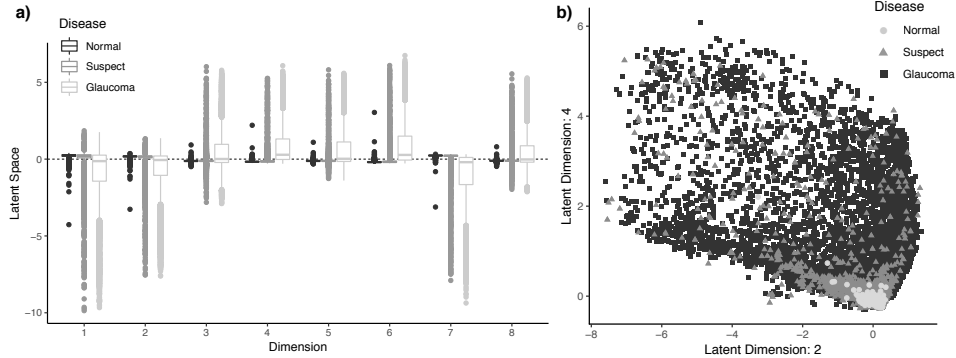 a)
Disease
Normal
Suspect
Glaucoma
Latent Space
5
0
−5
−10
1 2 3 4 5 6 7 8
Dimension
b)
Disease
Normal
Suspect
Glaucoma
Latent Dimension: 4
6
4
2
0
−8 −6 −4 −2 0
Latent Dimension: 2